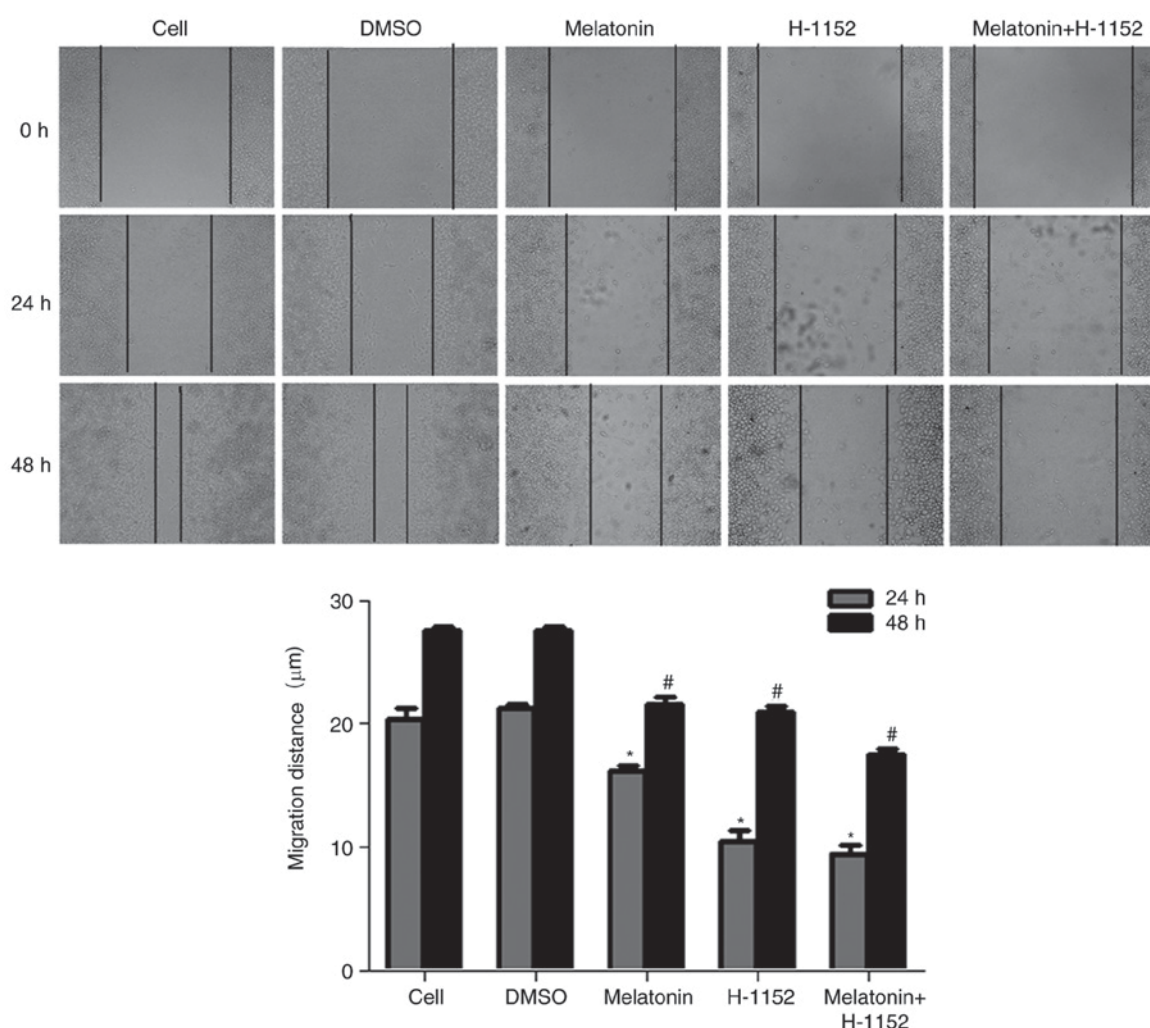 Cell DMSO Melatonin H-1152 Melatonin+H-1152
0 h
24 h
48 h
30
20
10
0
Migration distance (μm)
24 h
48 h
#
#
#
*
*
*
Cell DMSO Melatonin H-1152 Melatonin+
H-1152